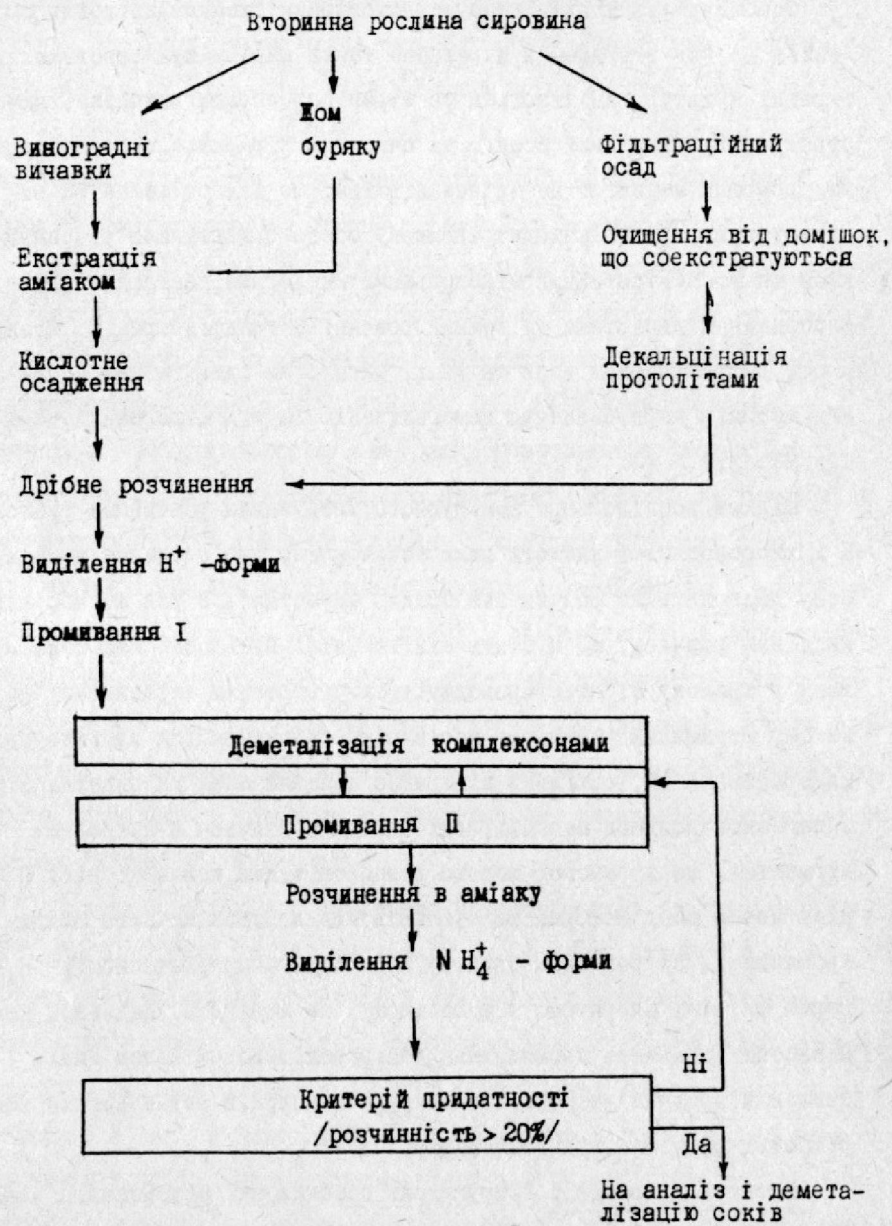 Вторинна рослина сировина
Виноградні
вичавки
Жом
буряку
Фільтраційний
осад
Екстракція
аміаком
Очищення від домішок,
що соекстрагуються
Кислотне
осадження
Декальцінація
протолітами
Дрібне розчинення
Виділення H⁺ –форми
Промивання I
Деметалізація комплексонами
Промивання II
Розчинення в аміаку
Виділення NH₄⁺ – форми
Критерій придатності
/розчинність > 20%/
Ні
Да
На аналіз і демета-
лізацію соків